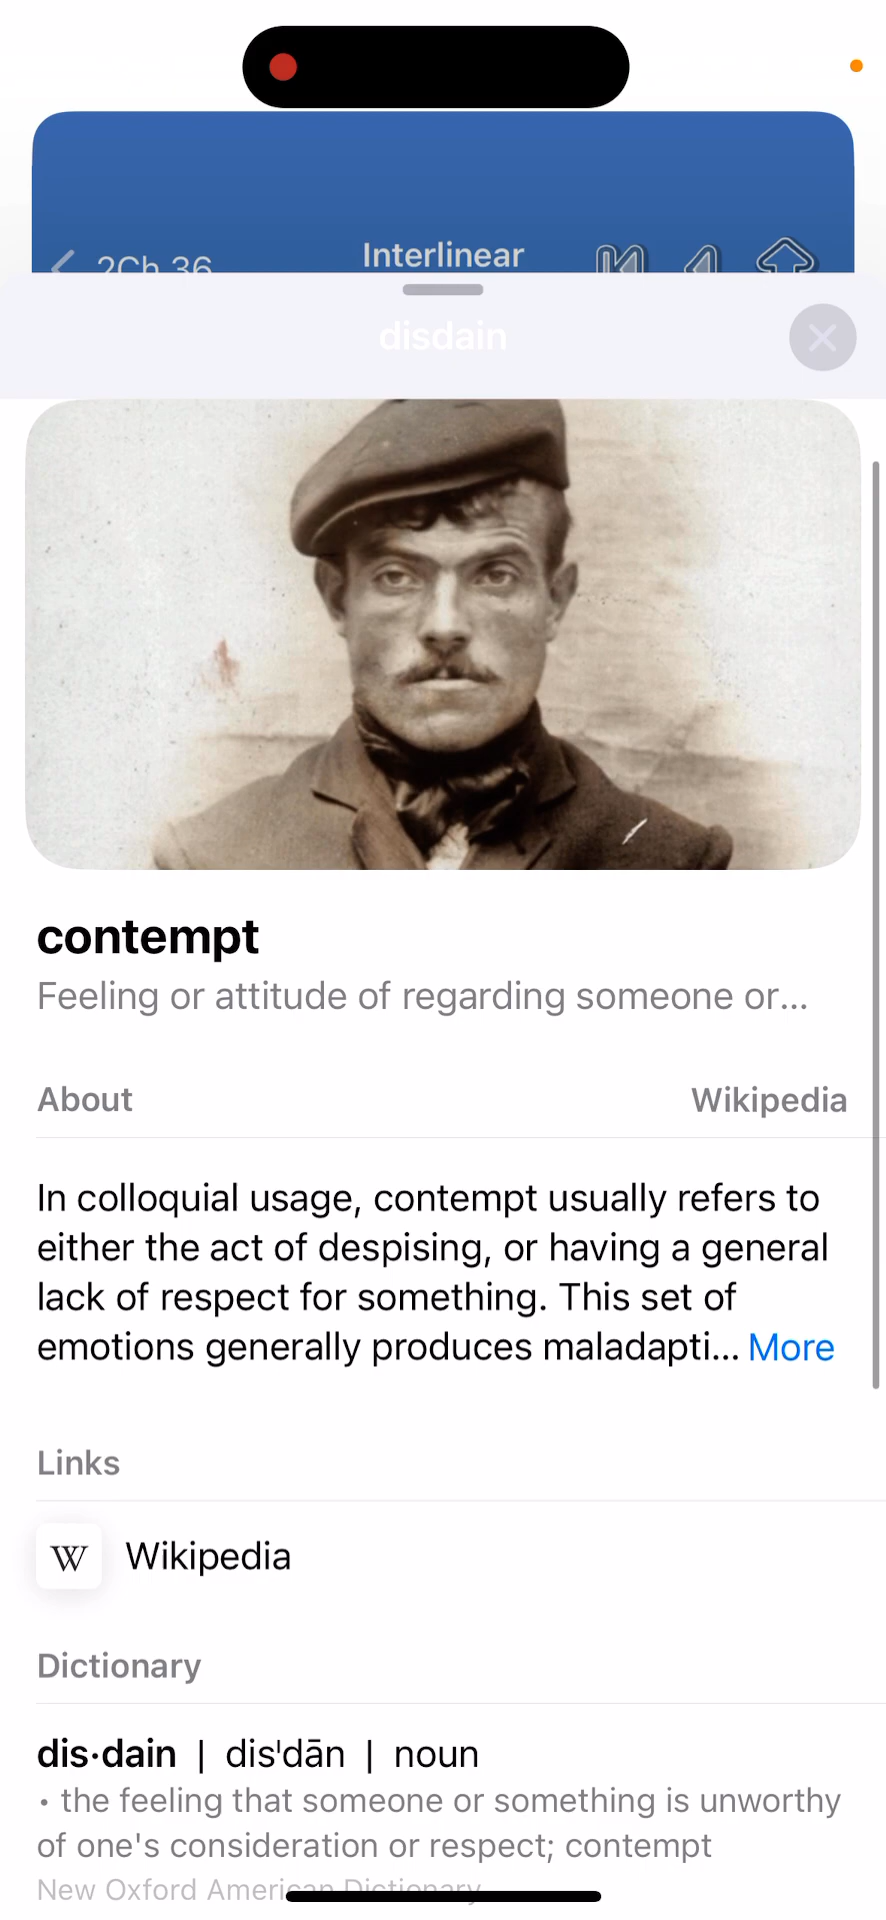 2Ch 36
Interlinear
disdain
contempt
Feeling or attitude of regarding someone or...
About
Wikipedia
In colloquial usage, contempt usually refers to
either the act of despising, or having a general
lack of respect for something. This set of
emotions generally produces maladapti... More
Links
W Wikipedia
Dictionary
dis·dain | disˈdān | noun
• the feeling that someone or something is unworthy
of one's consideration or respect; contempt
New Oxford American Dictionary